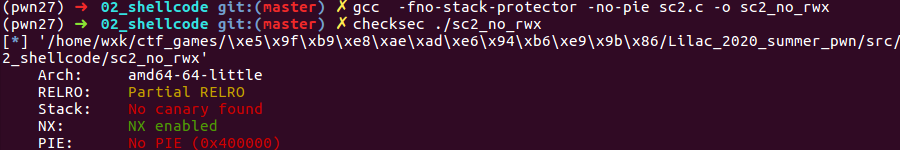 (pwn27) ➜ 02_shellcode git:(master) ✗ gcc  -fno-stack-protector -no-pie sc2.c -o sc2_no_rwx
(pwn27) ➜ 02_shellcode git:(master) ✗ checksec ./sc2_no_rwx
[*] '/home/wxk/ctf_games/\xe5\x9f\xb9\xe8\xae\xad\xe6\x94\xb6\xe9\x9b\x86/Lilac_2020_summer_pwn/src/
2_shellcode/sc2_no_rwx'
Arch: amd64-64-little
RELRO: Partial RELRO
Stack: No canary found
NX: NX enabled
PIE: No PIE (0x400000)